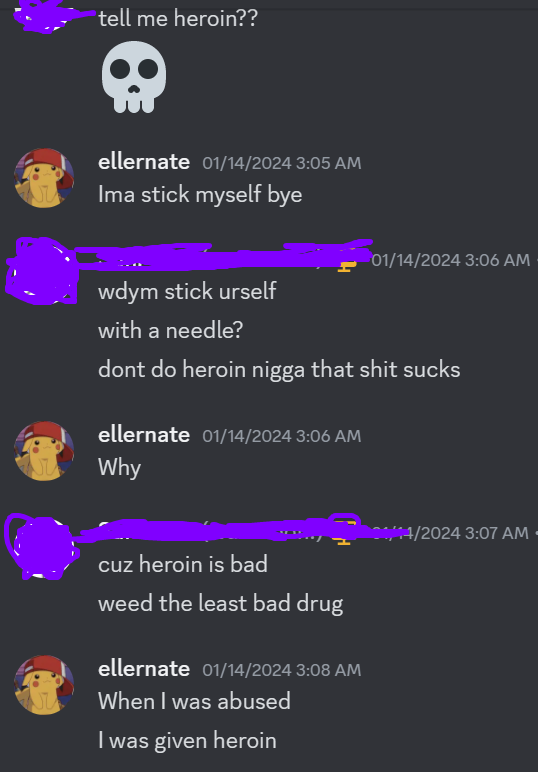 tell me heroin??
ellernate 01/14/2024 3:05 AM
Ima stick myself bye
01/14/2024 3:06 AM
wdym stick urself
with a needle?
dont do heroin nigga that shit sucks
ellernate 01/14/2024 3:06 AM
Why
01/14/2024 3:07 AM
cuz heroin is bad
weed the least bad drug
ellernate 01/14/2024 3:08 AM
When I was abused
I was given heroin